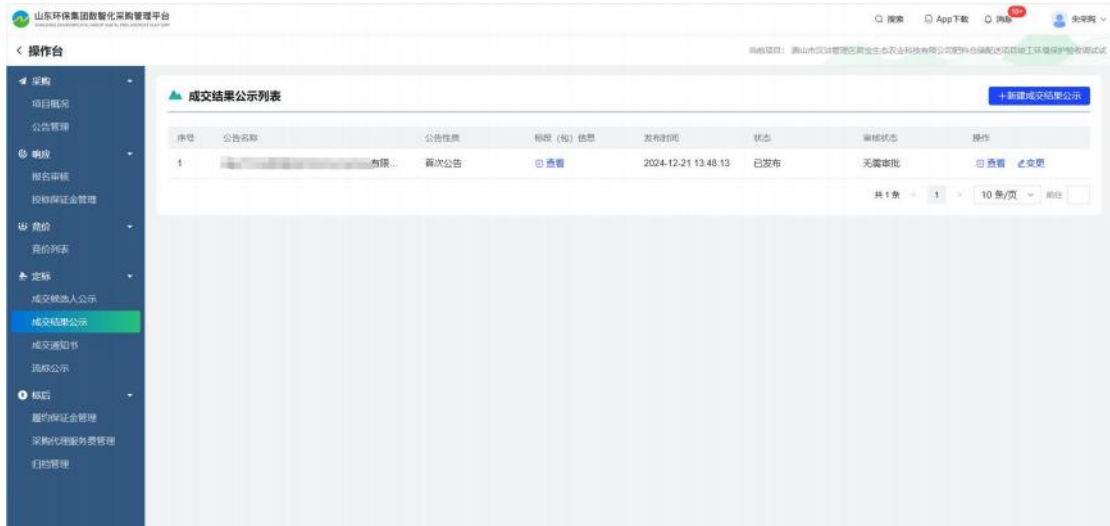 山东环保集团数智化采购管理平台
搜索 App下载 消息 10+ 朱采购
操作台
当前项目：
采购
项目概况
公告管理
响应
报名审核
投标保证金管理
竞价
竞价列表
定标
成交候选人公示
成交结果公示
成交通知书
流标公示
标后
履约保证金管理
采购代理服务费管理
归档管理
成交结果公示列表
+新建成交结果公示
序号 公告名称 公告性质 标段（包）信息 发布时间 状态 审核状态 操作
1 有限... 首次公告 查看 2024-12-21 13:48:13 已发布 无需审批 查看 变更
共 1 条 < 1 > 10 条/页 前往